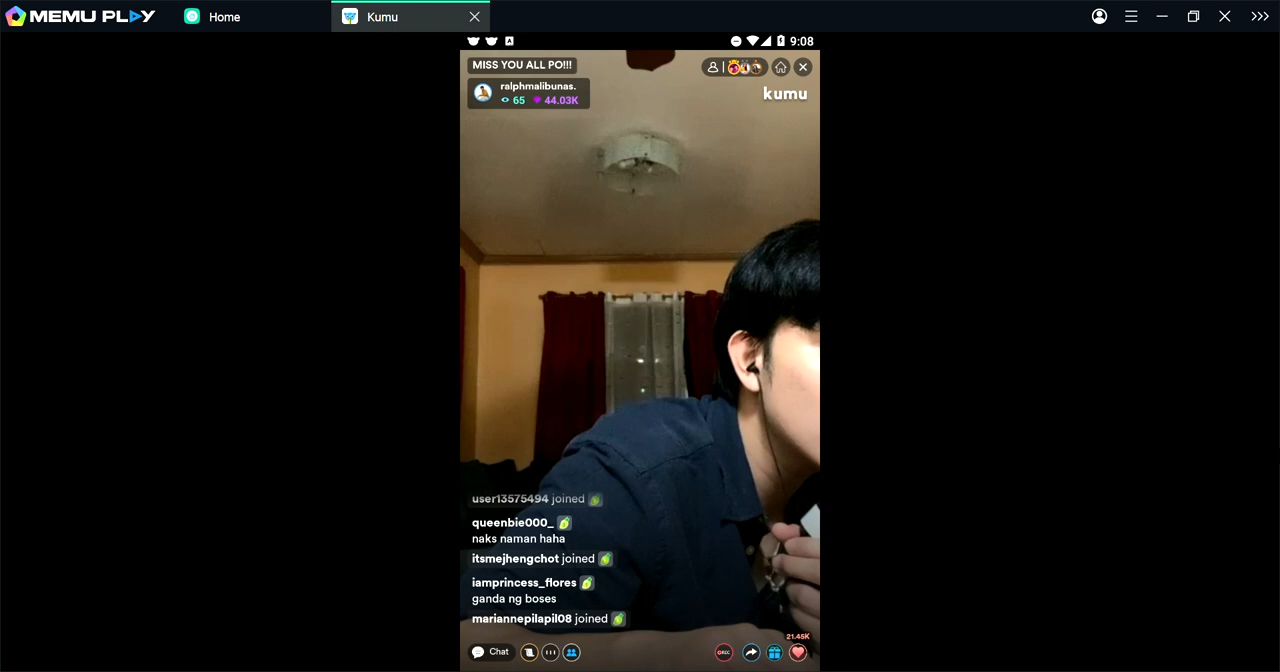 MEMU PLAY
Home
Kumu
9:08
MISS YOU ALL PO!!!
ralphmalibunas.
65
44.03K
kumu
user13575494 joined
queenbie000_
naks naman haha
itsmejhengchot joined
iamprincess_flores
ganda ng boses
mariannepilapil08 joined
21.45K
Chat
REC